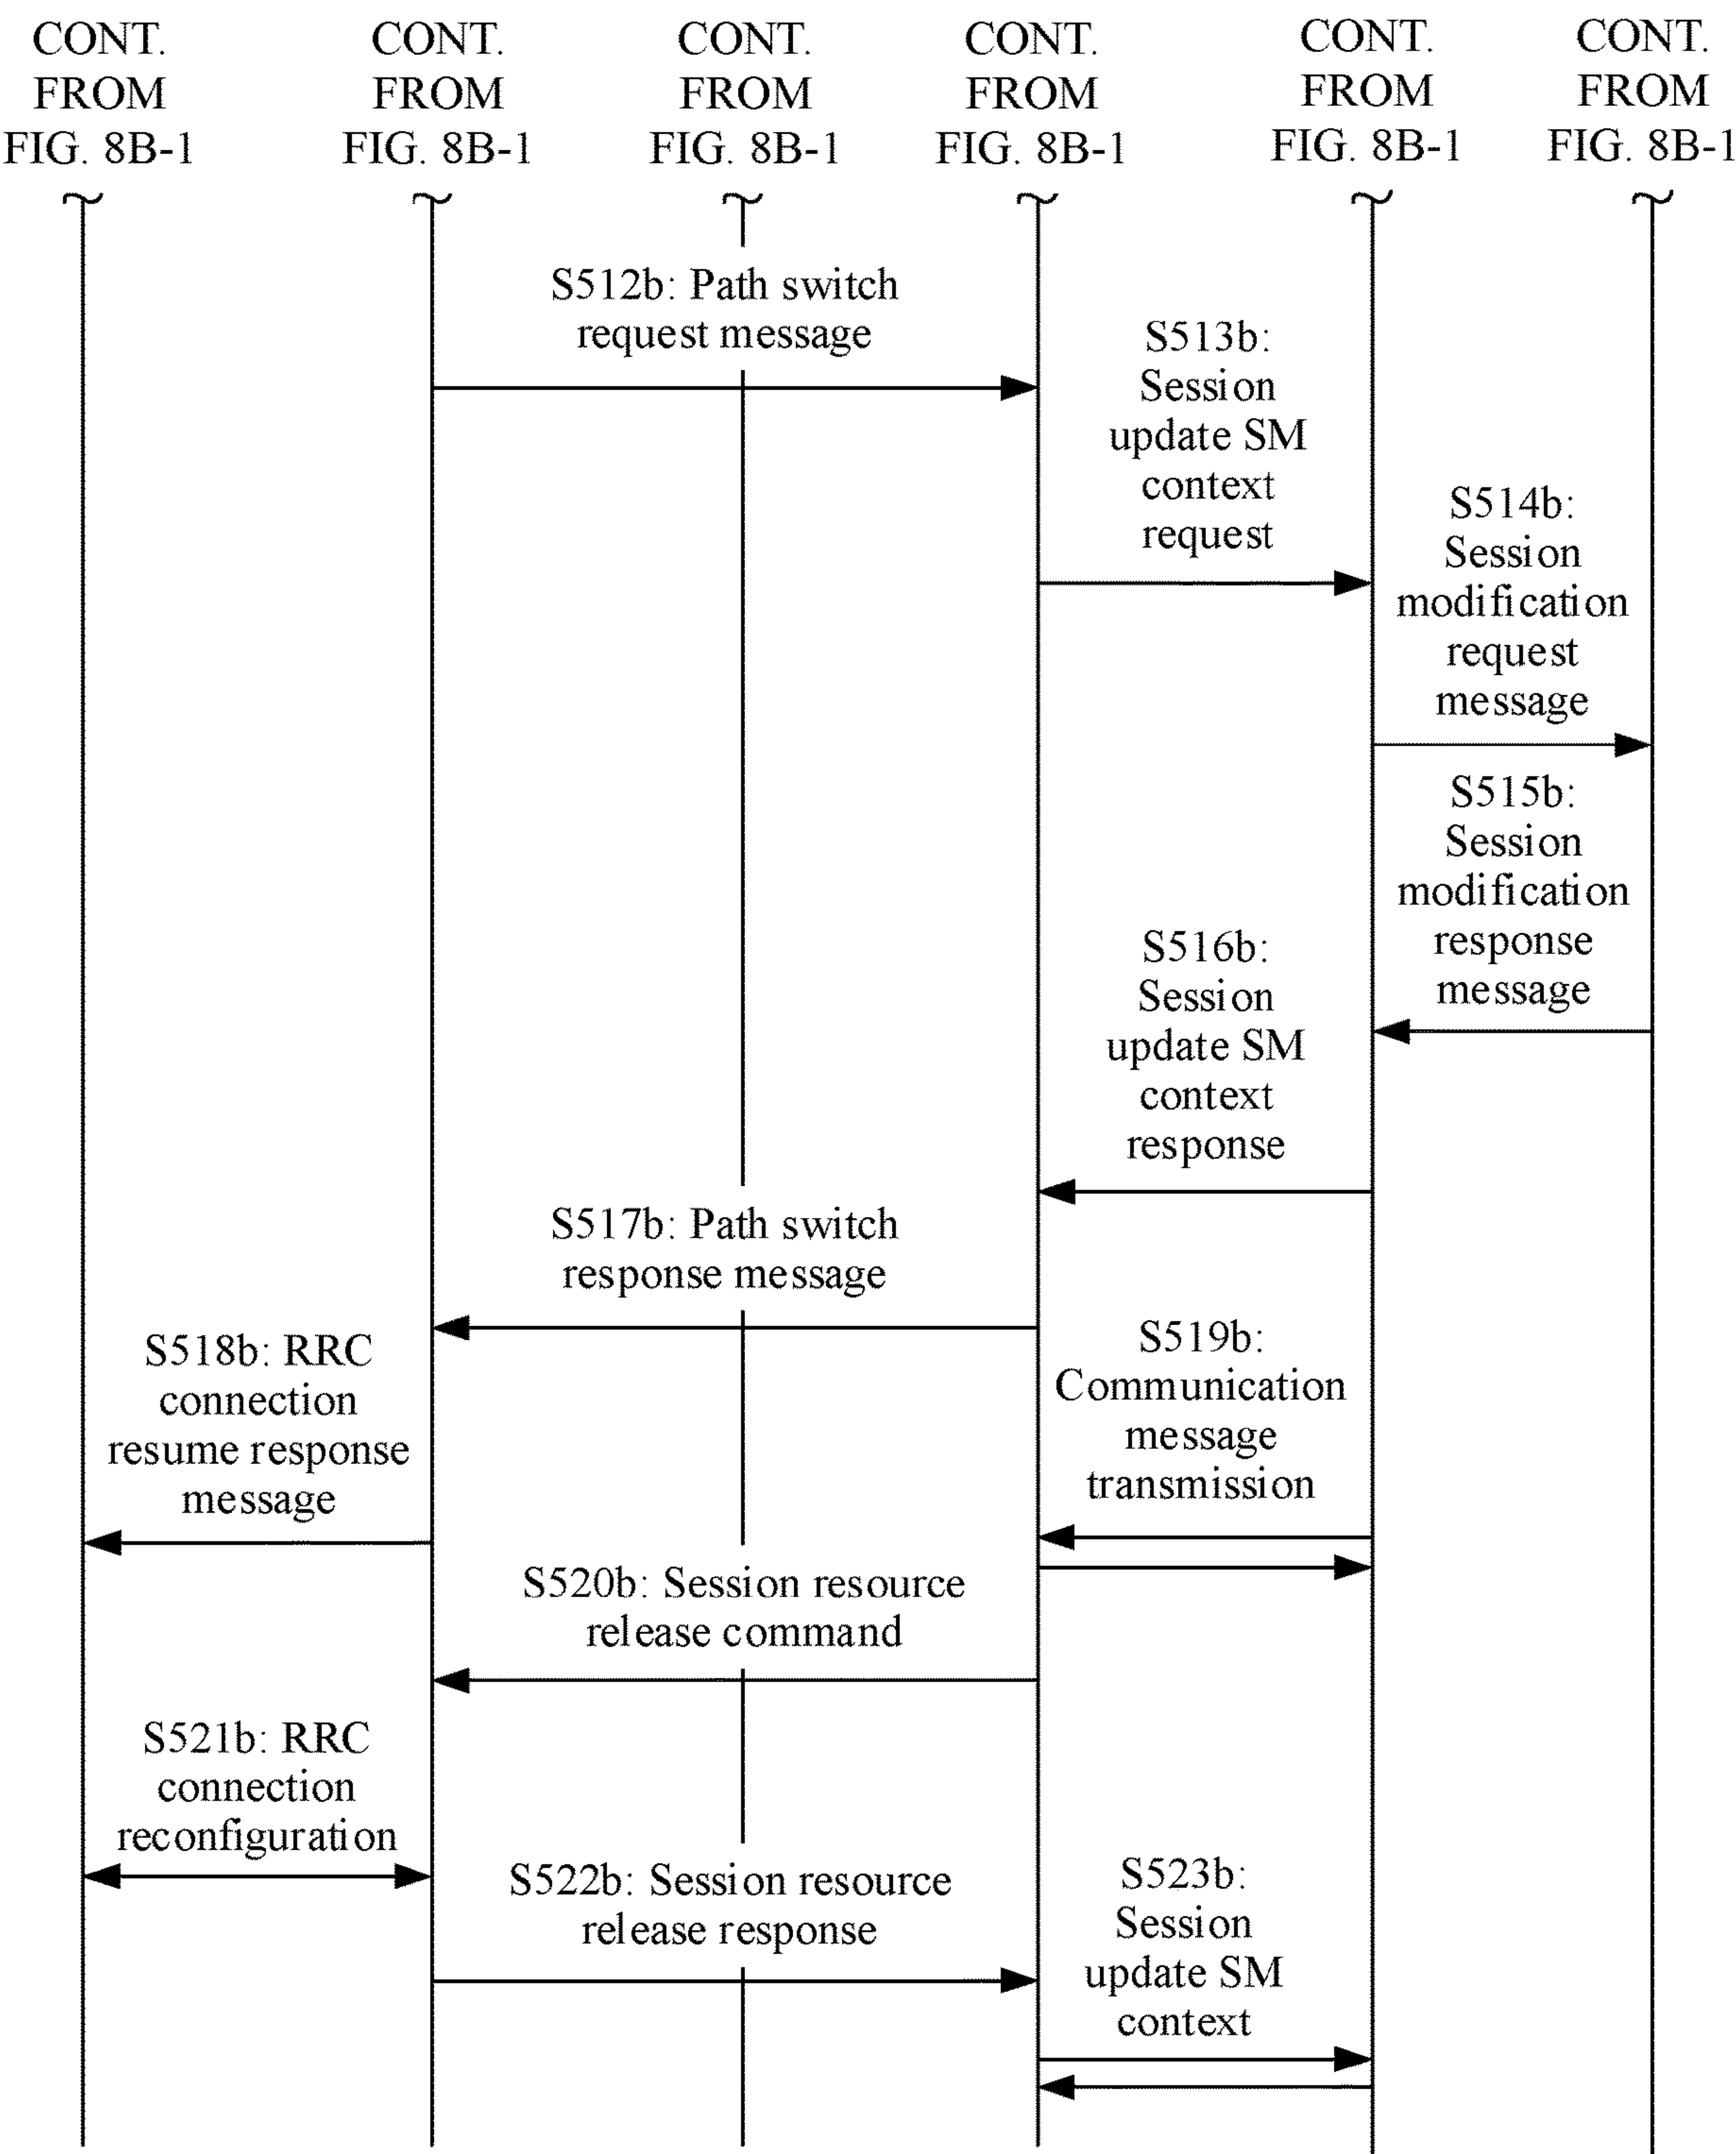 CONT.
FROM
FIG. 8B-1
CONT.
FROM
FIG. 8B-1
CONT.
FROM
FIG. 8B-1
CONT.
FROM
FIG. 8B-1
CONT.
FROM
FIG. 8B-1
CONT.
FROM
FIG. 8B-1
S512b: Path switch
request message
S513b:
Session
update SM
context
request
S514b:
Session
modification
request
message
S515b:
Session
modification
response
message
S516b:
Session
update SM
context
response
S517b: Path switch
response message
S518b: RRC
connection
resume response
message
S519b:
Communication
message
transmission
S520b: Session resource
release command
S521b: RRC
connection
reconfiguration
S522b: Session resource
release response
S523b:
Session
update SM
context